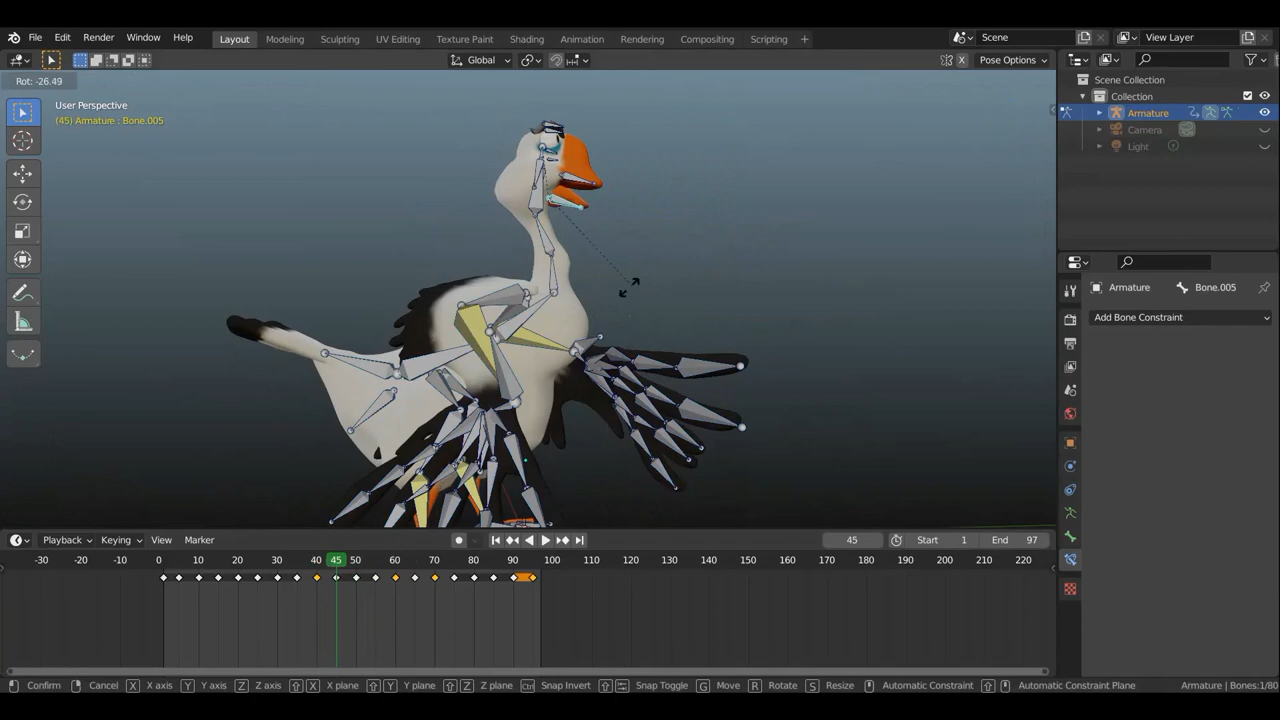 File Edit Render Window Help Layout Modeling Sculpting UV Editing Texture Paint Shading Animation Rendering Compositing Scripting + Scene View Layer
Global X Pose Options
Rot: -26.49
User Perspective
(45) Armature : Bone.005
Scene Collection
Collection
Armature
Camera
Light
Armature Bone.005
Add Bone Constraint
Playback Keying View Marker 45 Start 1 End 97
-30 -20 -10 0 10 20 30 40 45 50 60 70 80 90 100 110 120 130 140 150 160 170 180 190 200 210 220
Confirm Cancel X X axis Y Y axis Z Z axis X X plane Y Y plane Z Z plane Ctrl Snap Invert Snap Toggle G Move R Rotate S Resize Automatic Constraint Automatic Constraint Plane Armature | Bones:1/80